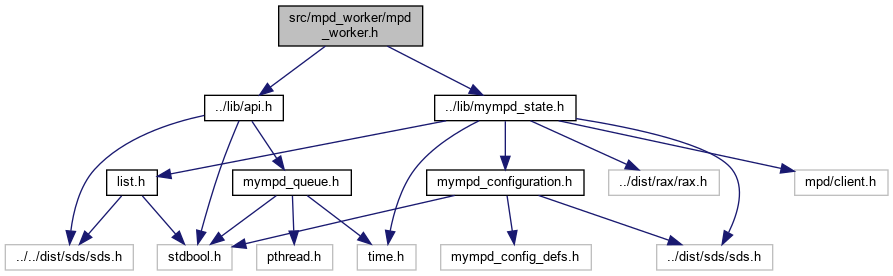 src/mpd_worker/mpd
_worker.h
../lib/api.h
../lib/mympd_state.h
list.h
mympd_queue.h
mympd_configuration.h
../dist/rax/rax.h
mpd/client.h
../../dist/sds/sds.h
stdbool.h
pthread.h
time.h
mympd_config_defs.h
../dist/sds/sds.h